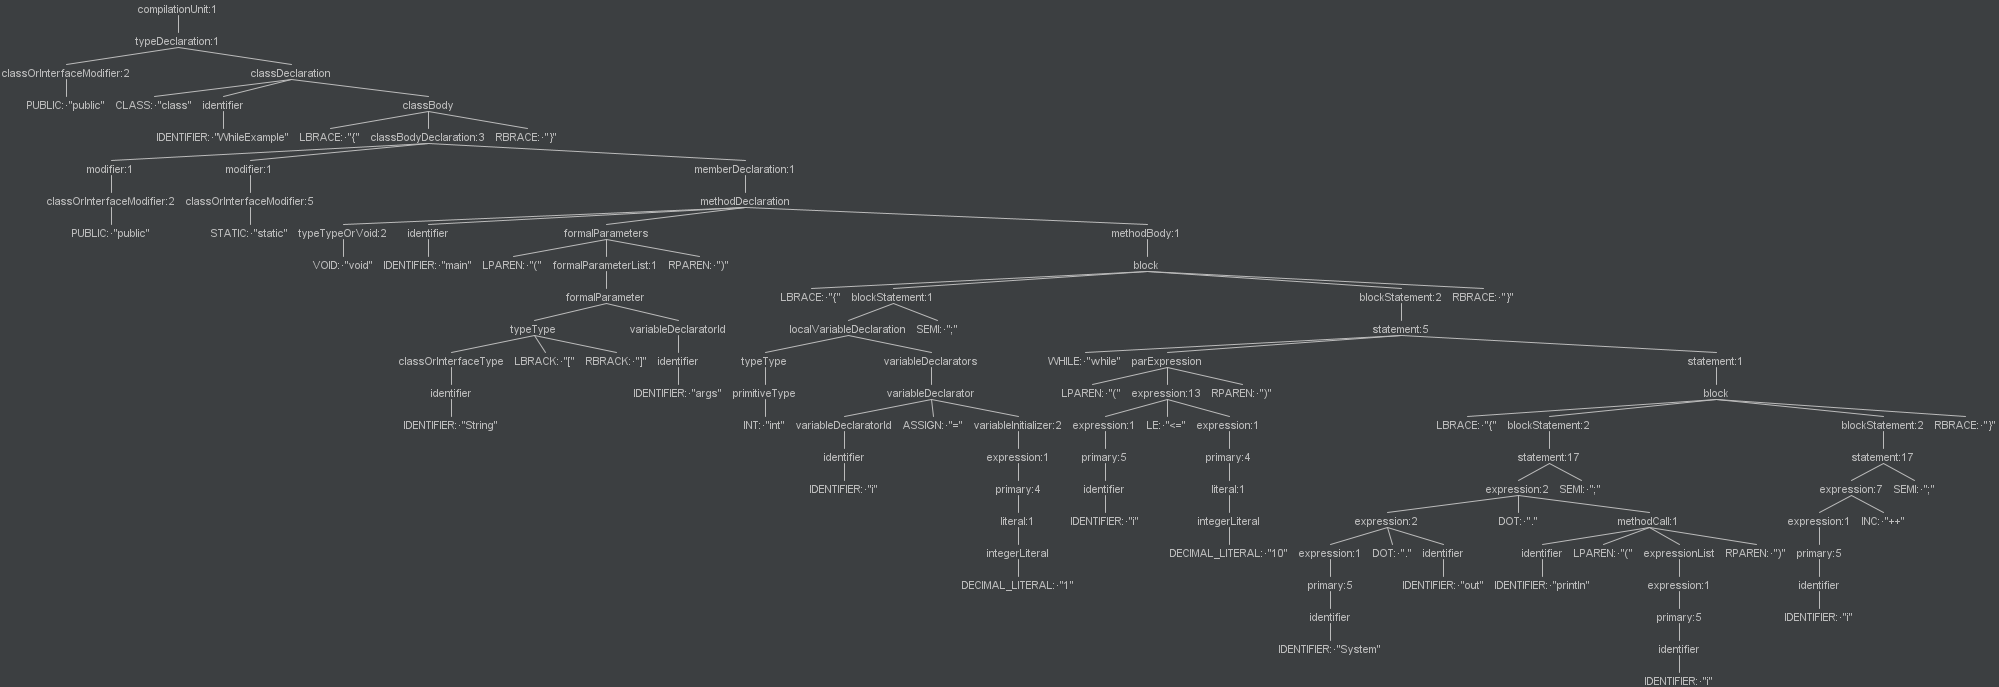 compilationUnit:1
typeDeclaration:1
classOrInterfaceModifier:2 classDeclaration
PUBLIC:·"public" CLASS:·"class" identifier classBody
IDENTIFIER:·"WhileExample" LBRACE:·"{" classBodyDeclaration:3 RBRACE:·"}"
modifier:1 modifier:1 memberDeclaration:1
classOrInterfaceModifier:2 classOrInterfaceModifier:5 methodDeclaration
PUBLIC:·"public" STATIC:·"static" typeTypeOrVoid:2 identifier formalParameters methodBody:1
VOID:·"void" IDENTIFIER:·"main" LPAREN:·"(" formalParameterList:1 RPAREN:·")" block
formalParameter LBRACE:·"{" blockStatement:1 blockStatement:2 RBRACE:·"}"
typeType variableDeclaratorId localVariableDeclaration SEMI:·";" statement:5
classOrInterfaceType LBRACK:·"[" RBRACK:·"]" identifier typeType variableDeclarators WHILE:·"while" parExpression statement:1
identifier IDENTIFIER:·"args" primitiveType variableDeclarator LPAREN:·"(" expression:13 RPAREN:·")" block
IDENTIFIER:·"String" INT:·"int" variableDeclaratorId ASSIGN:·"=" variableInitializer:2 expression:1 LE:·"<=" expression:1 LBRACE:·"{" blockStatement:2 blockStatement:2 RBRACE:·"}"
identifier expression:1 primary:5 primary:4 statement:17 statement:17
IDENTIFIER:·"i" primary:4 identifier literal:1 expression:2 SEMI:·";" expression:7 SEMI:·";"
literal:1 IDENTIFIER:·"i" integerLiteral expression:2 DOT:·"." methodCall:1 expression:1 INC:·"++"
integerLiteral DECIMAL_LITERAL:·"10" expression:1 DOT:·"." identifier identifier LPAREN:·"(" expressionList RPAREN:·")" primary:5
DECIMAL_LITERAL:·"1" primary:5 IDENTIFIER:·"out" IDENTIFIER:·"println" expression:1 identifier
identifier primary:5 IDENTIFIER:·"i"
IDENTIFIER:·"System" identifier
IDENTIFIER:·"i"